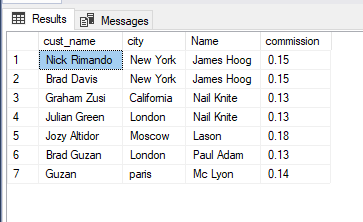 Results Messages
cust_name city Name commission
1 Nick Rimando New York James Hoog 0.15
2 Brad Davis New York James Hoog 0.15
3 Graham Zusi California Nail Knite 0.13
4 Julian Green London Nail Knite 0.13
5 Jozy Altidor Moscow Lason 0.18
6 Brad Guzan London Paul Adam 0.13
7 Guzan paris Mc Lyon 0.14